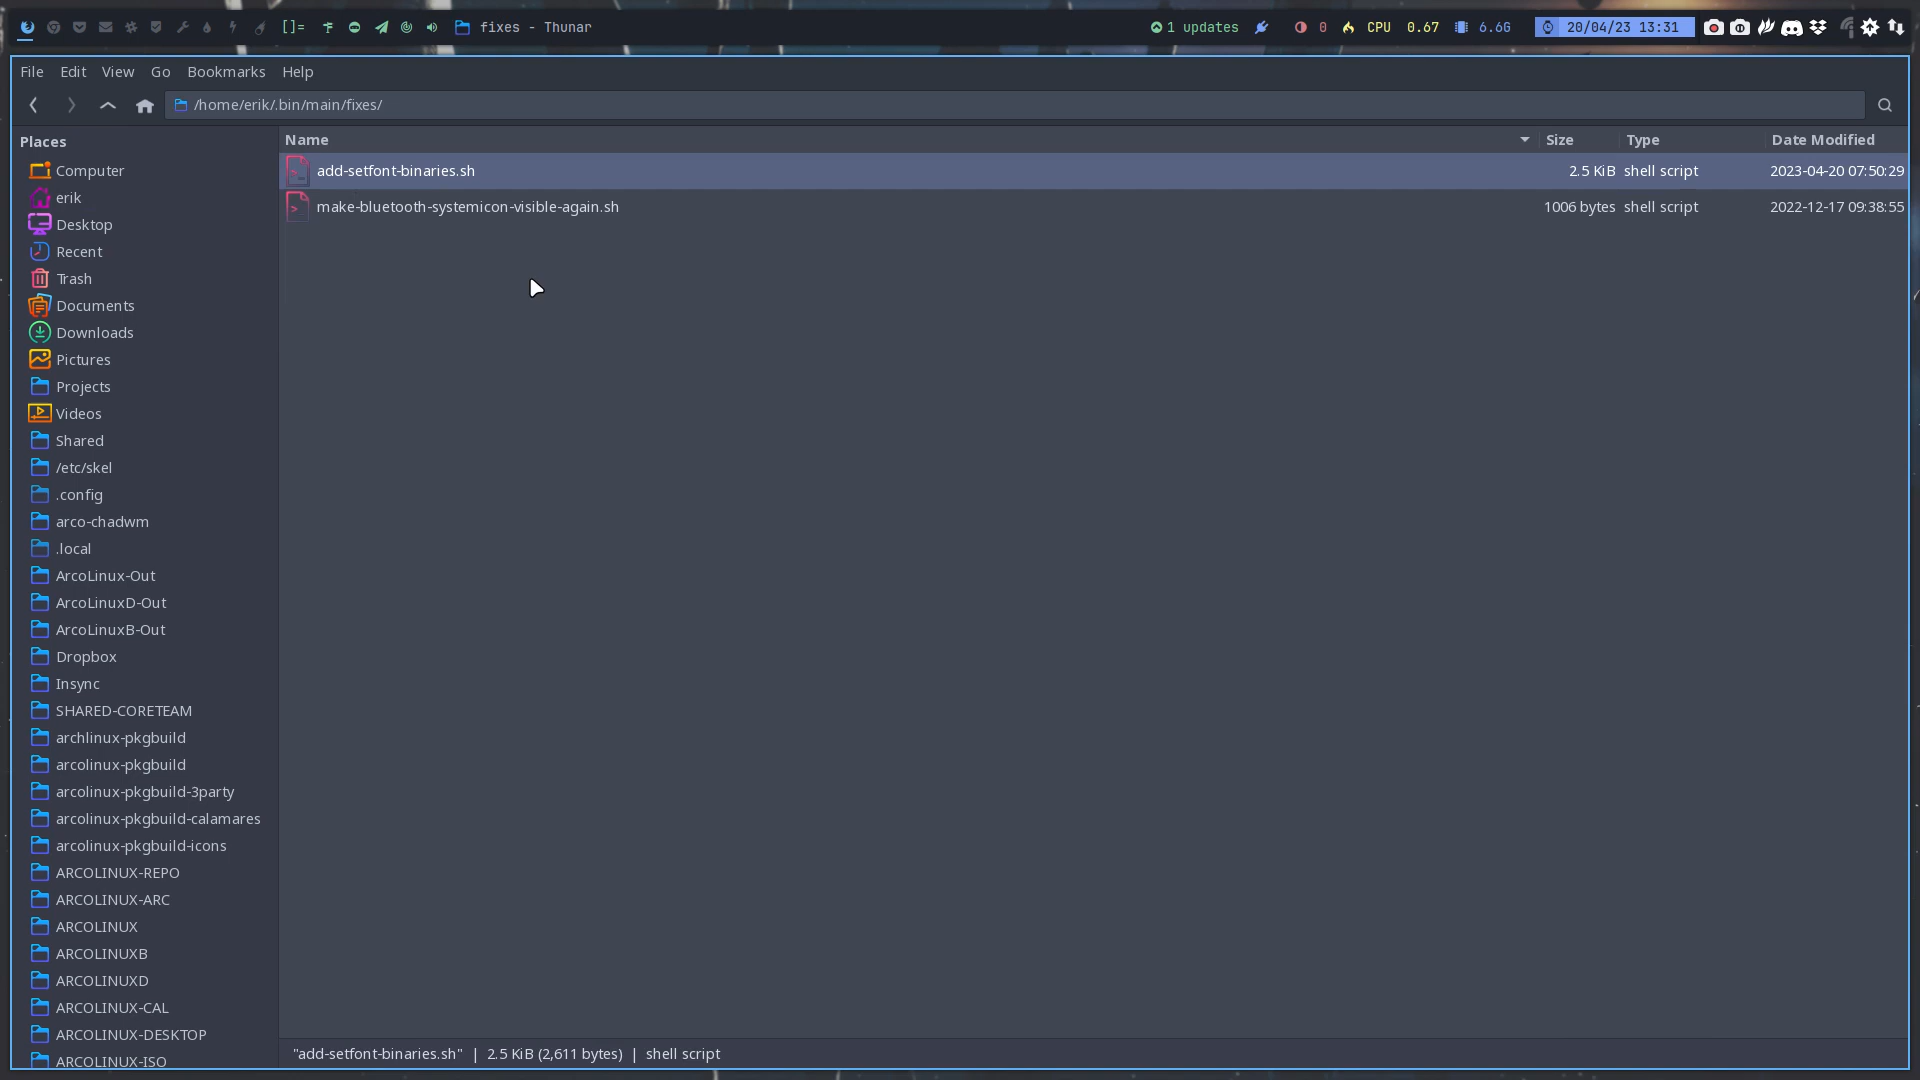 []= fixes - Thunar 1 updates 0 CPU 0.67 6.6G 20/04/23 13:31
File Edit View Go Bookmarks Help
/home/erik/.bin/main/fixes/
Places
Computer
erik
Desktop
Recent
Trash
Documents
Downloads
Pictures
Projects
Videos
Shared
/etc/skel
.config
arco-chadwm
.local
ArcoLinux-Out
ArcoLinuxD-Out
ArcoLinuxB-Out
Dropbox
Insync
SHARED-CORETEAM
archlinux-pkgbuild
arcolinux-pkgbuild
arcolinux-pkgbuild-3party
arcolinux-pkgbuild-calamares
arcolinux-pkgbuild-icons
ARCOLINUX-REPO
ARCOLINUX-ARC
ARCOLINUX
ARCOLINUXB
ARCOLINUXD
ARCOLINUX-CAL
ARCOLINUX-DESKTOP
ARCOLINUX-ISO
Name Size Type Date Modified
add-setfont-binaries.sh 2.5 KiB shell script 2023-04-20 07:50:29
make-bluetooth-systemicon-visible-again.sh 1006 bytes shell script 2022-12-17 09:38:55
"add-setfont-binaries.sh" | 2.5 KiB (2,611 bytes) | shell script